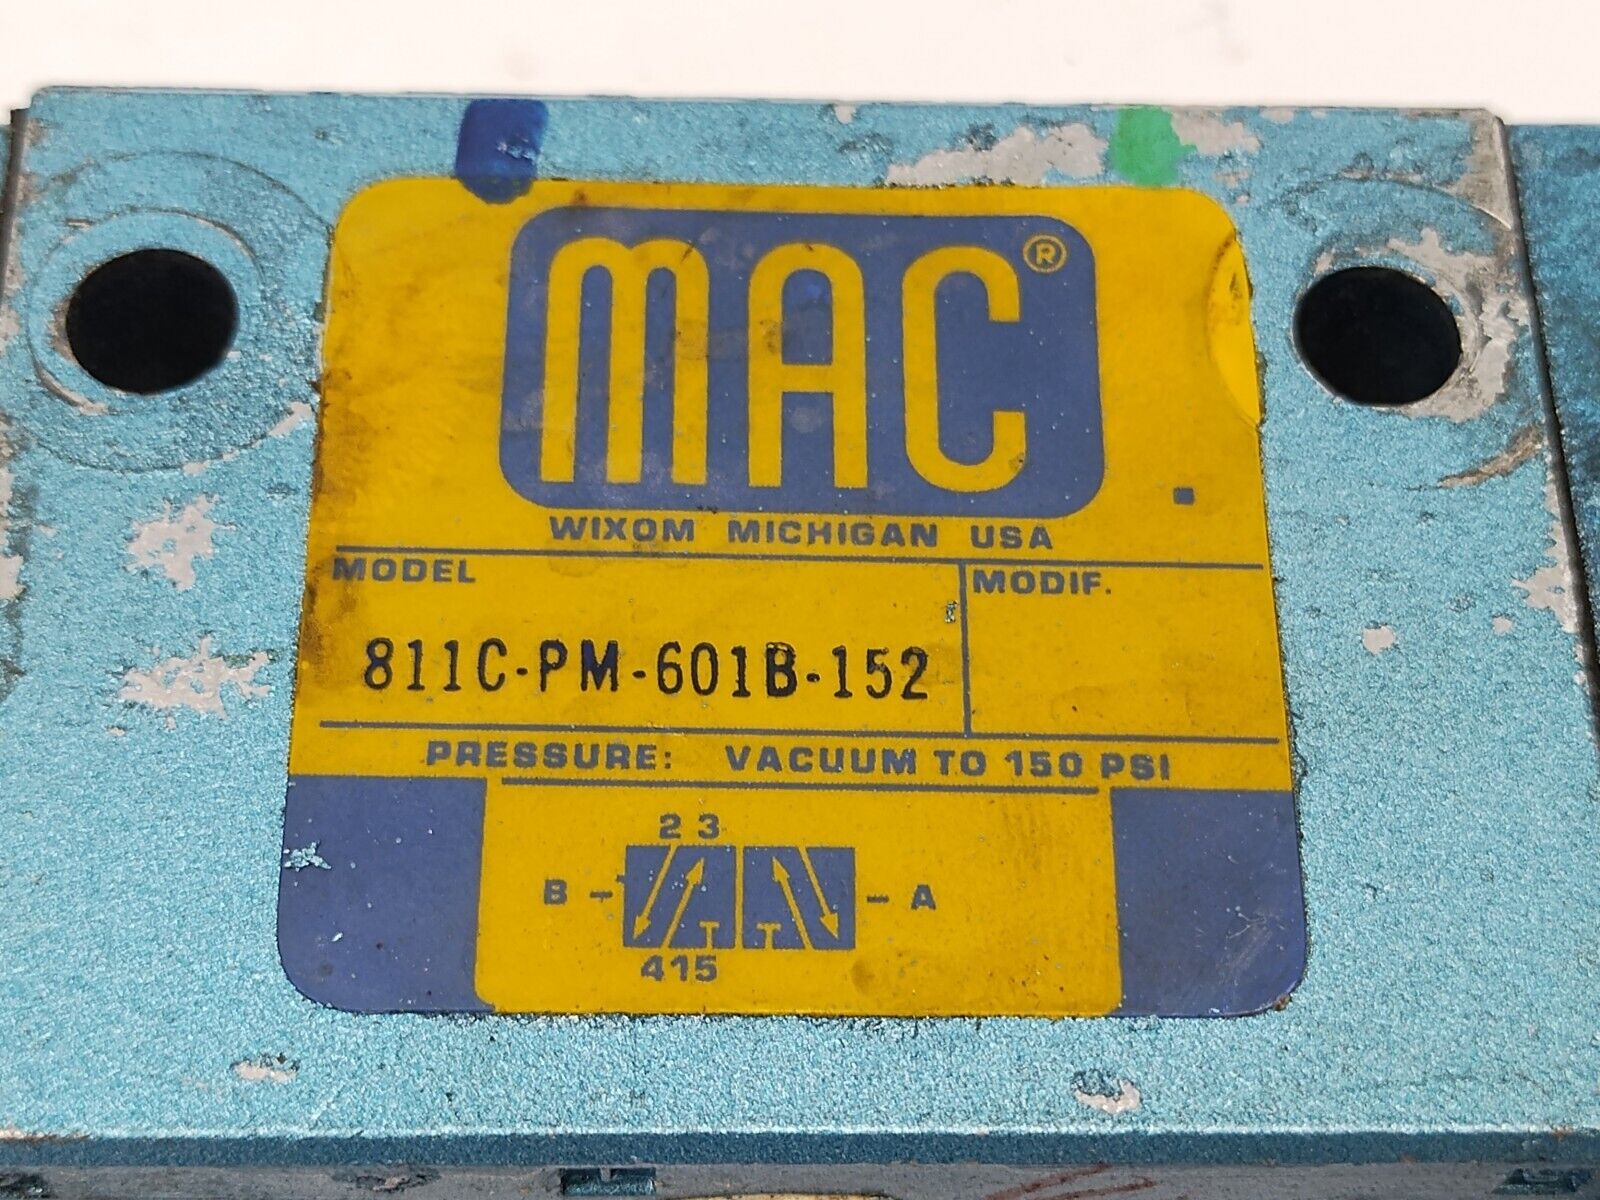 MAC®
WIXOM MICHIGAN USA
MODEL
MODIF.
811C-PM-601B-152
PRESSURE: VACUUM TO 150 PSI
2 3
B - - A
415